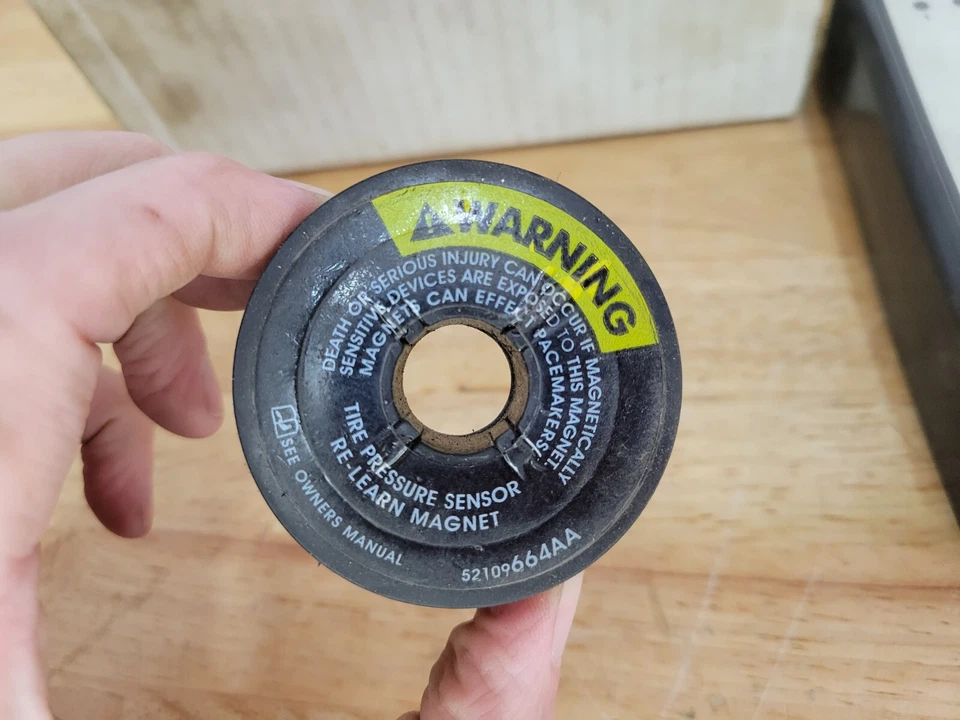 WARNING
DEATH OR SERIOUS INJURY CAN OCCUR IF MAGNETICALLY
SENSITIVE DEVICES ARE EXPOSED TO THIS MAGNET.
MAGNETS CAN EFFECT PACEMAKERS!
TIRE PRESSURE SENSOR
RE-LEARN MAGNET
SEE OWNERS MANUAL
52109664AA